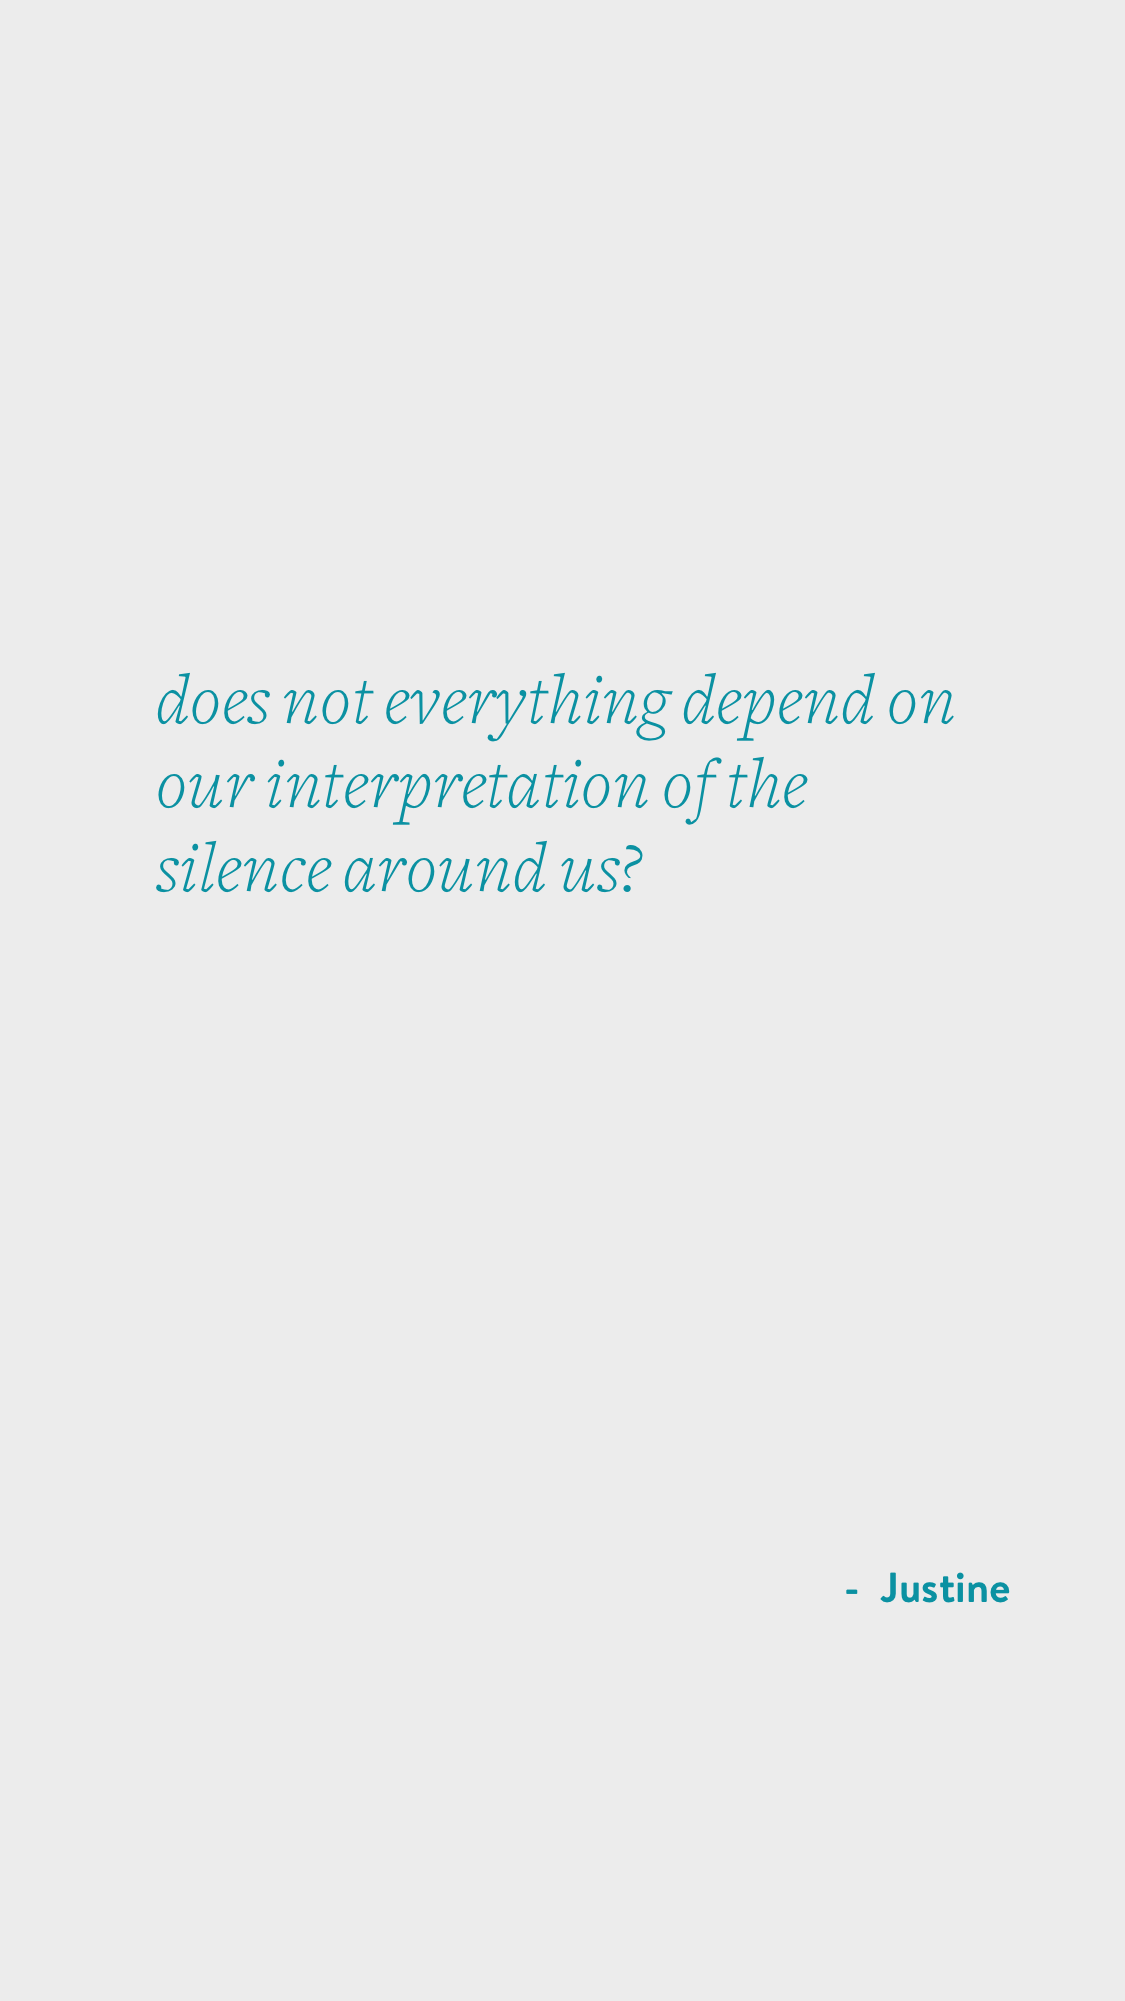 does not everything depend on
our interpretation of the
silence around us?
- Justine